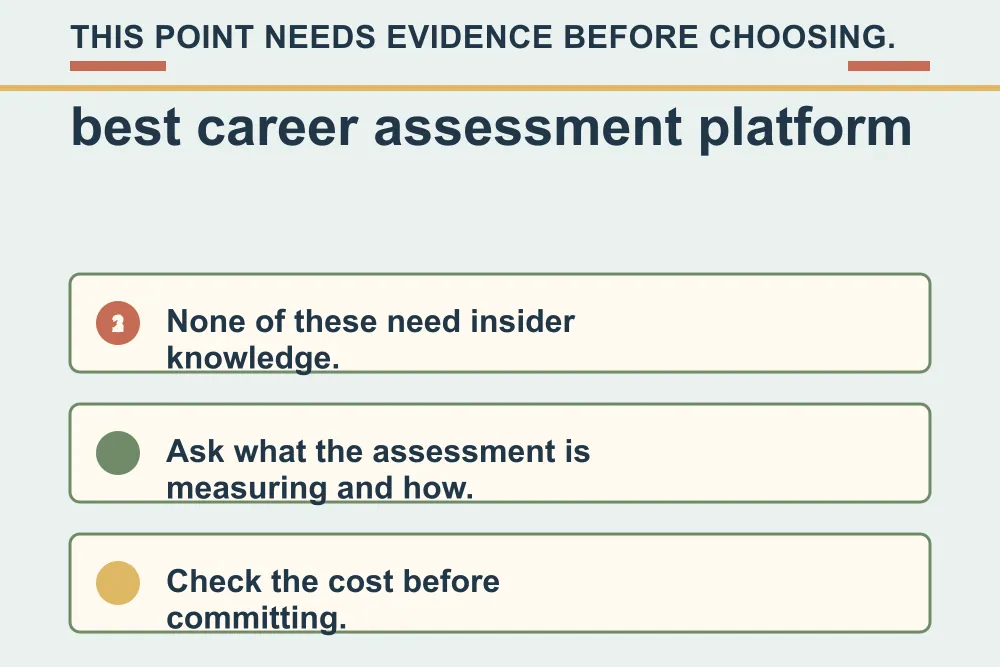 THIS POINT NEEDS EVIDENCE BEFORE CHOOSING.
best career assessment platform
None of these need insider
knowledge.
Ask what the assessment is
measuring and how.
Check the cost before
committing.